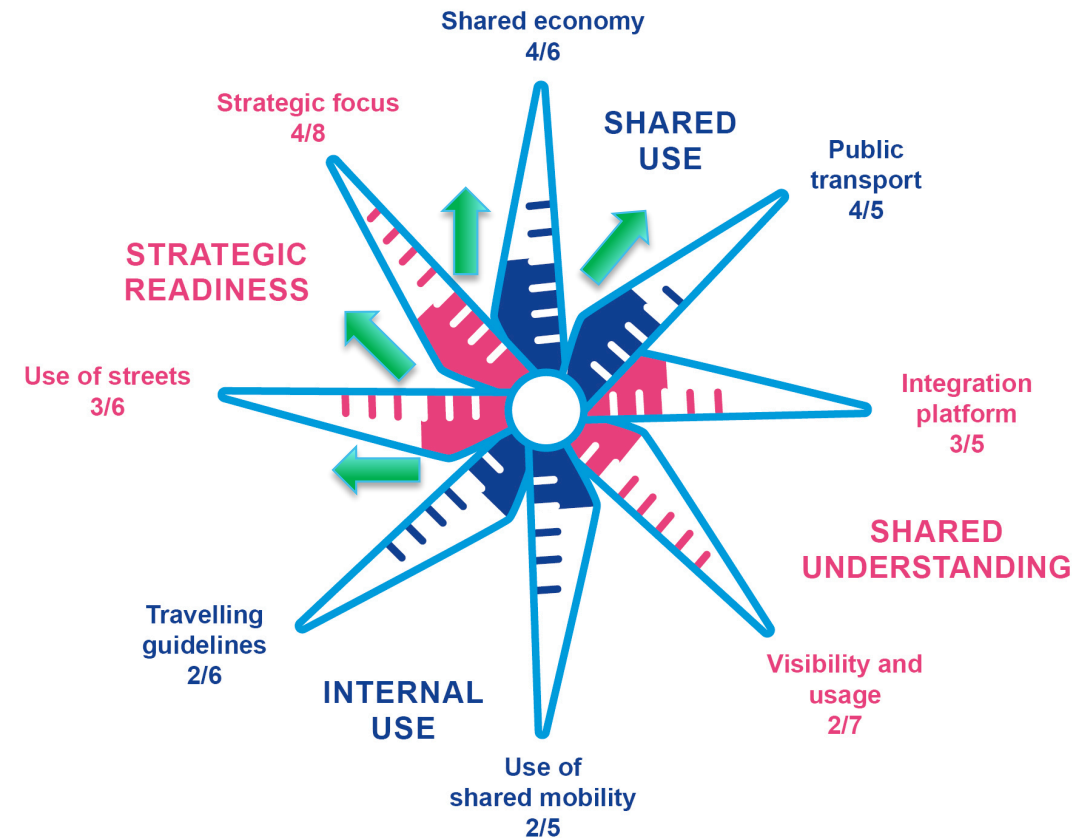 Shared economy
4/6
Strategic focus
4/8
SHARED
USE
Public
transport
4/5
STRATEGIC
READINESS
Use of streets
3/6
Integration
platform
3/5
SHARED
UNDERSTANDING
Travelling
guidelines
2/6
INTERNAL
USE
Visibility and
usage
2/7
Use of
shared mobility
2/5